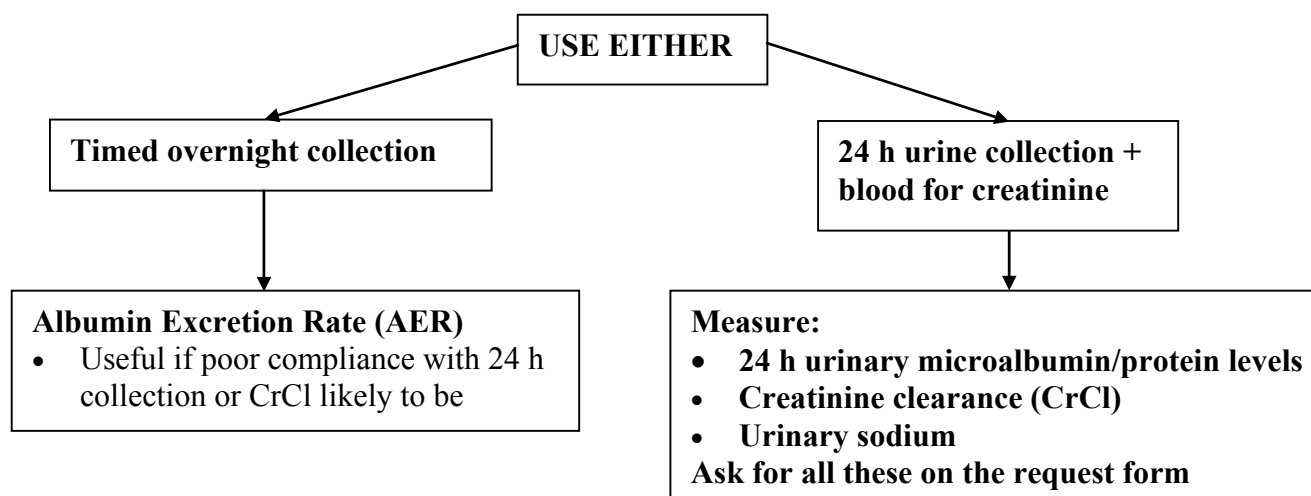 USE EITHER
Timed overnight collection
24 h urine collection +
blood for creatinine
Albumin Excretion Rate (AER)
• Useful if poor compliance with 24 h
collection or CrCl likely to be
Measure:
• 24 h urinary microalbumin/protein levels
• Creatinine clearance (CrCl)
• Urinary sodium
Ask for all these on the request form